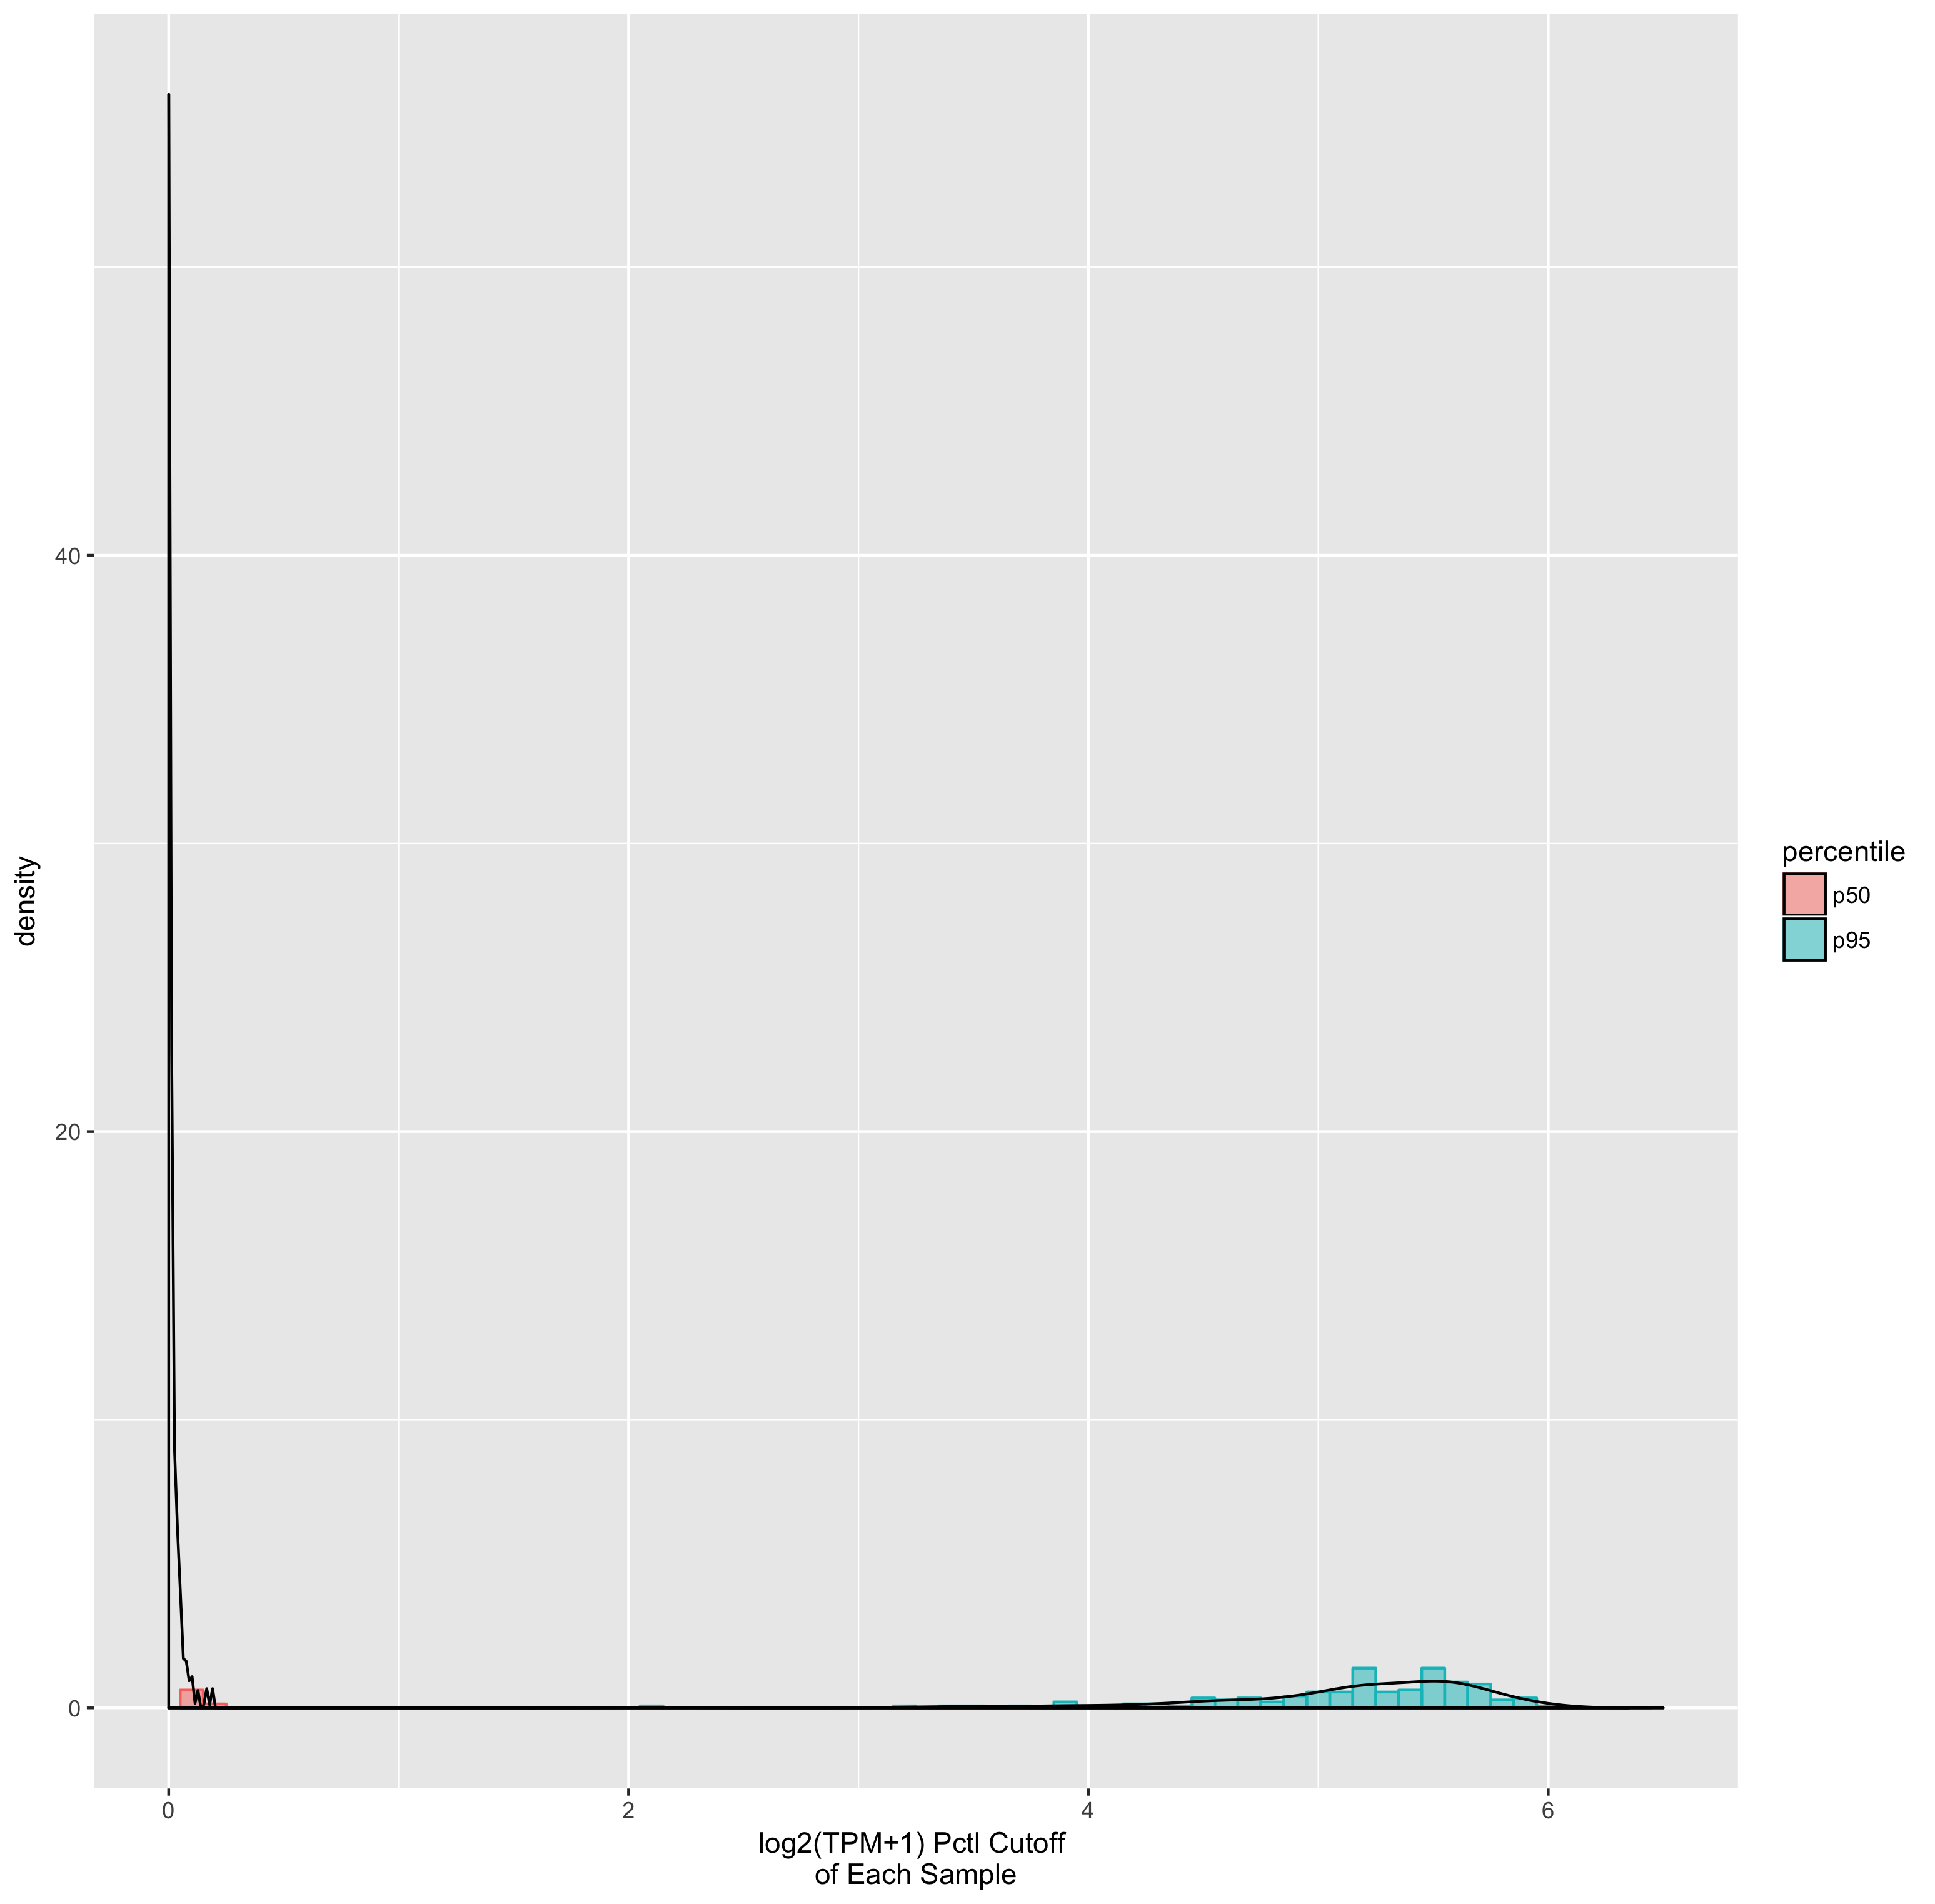 density
40
20
0
0
2
4
6
log2(TPM+1) Pctl Cutoff
of Each Sample
percentile
p50
p95